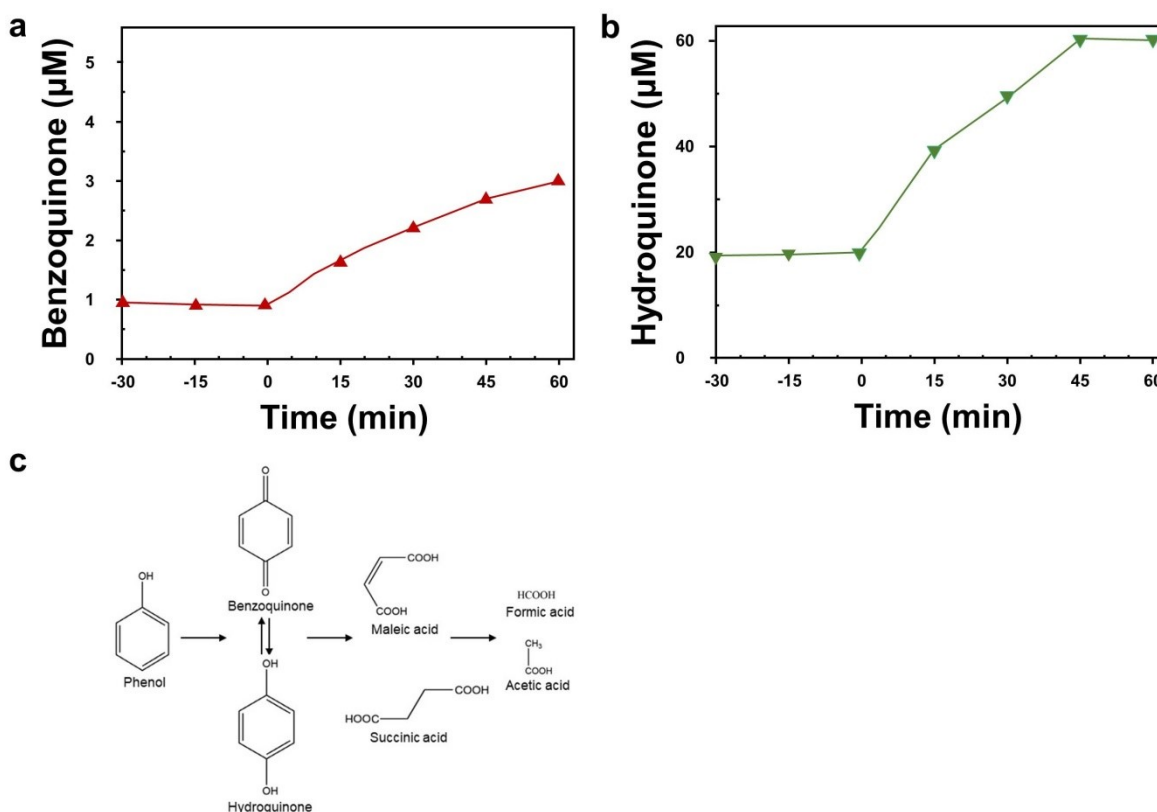 a
Benzoquinone (μM)
5
4
3
2
1
0
-30 -15 0 15 30 45 60
Time (min)
b
Hydroquinone (μM)
60
40
20
0
-30 -15 0 15 30 45 60
Time (min)
c
OH
Phenol
O
O
Benzoquinone
OH
OH
Hydroquinone
COOH
COOH
Maleic acid
COOH
HOOC
Succinic acid
HCOOH
Formic acid
CH3
COOH
Acetic acid